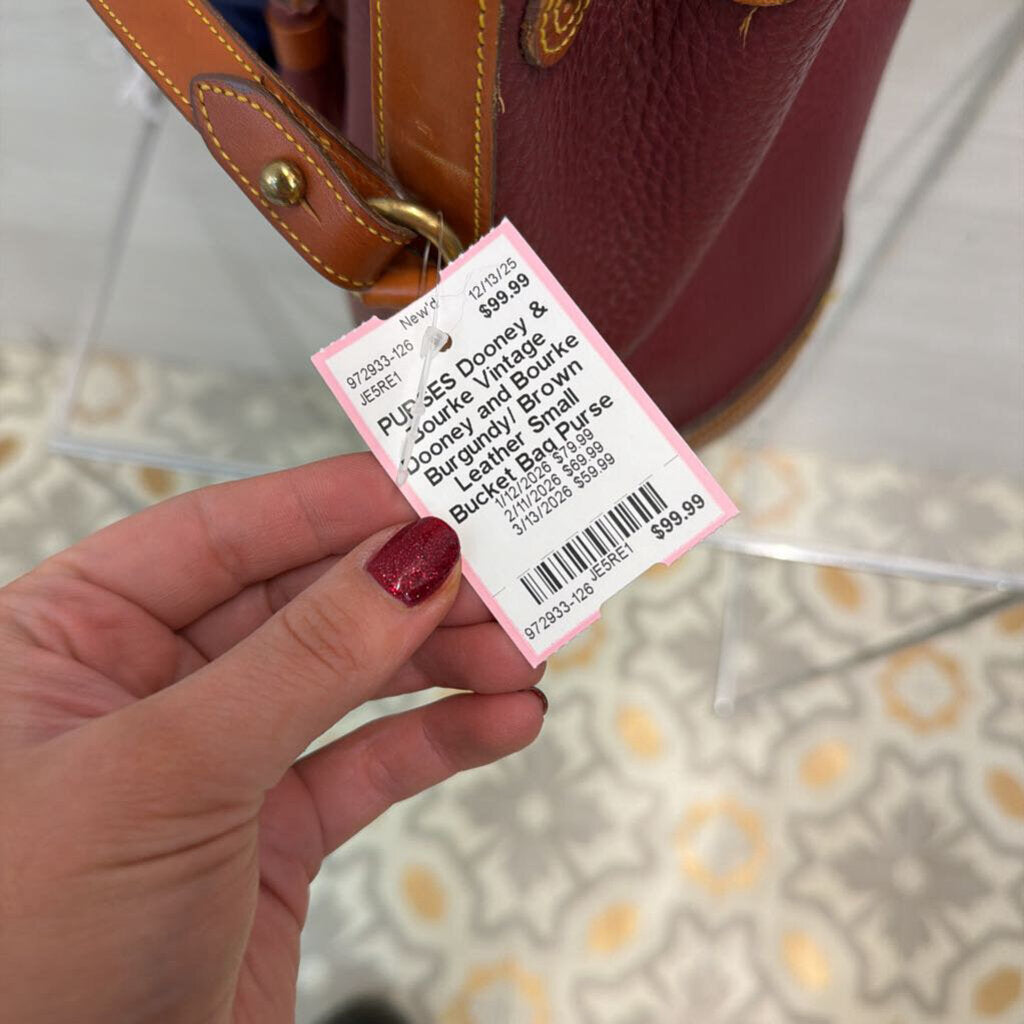 New'd 12/13/25
972933-126 $99.99
JE5RE1
PURSES Dooney &
Bourke Vintage
Dooney and Bourke
Burgundy/ Brown
Leather Small
Bucket Bag Purse
1/12/2026 $79.99
2/11/2026 $69.99
3/13/2026 $59.99
972933-126 JE5RE1 $99.99